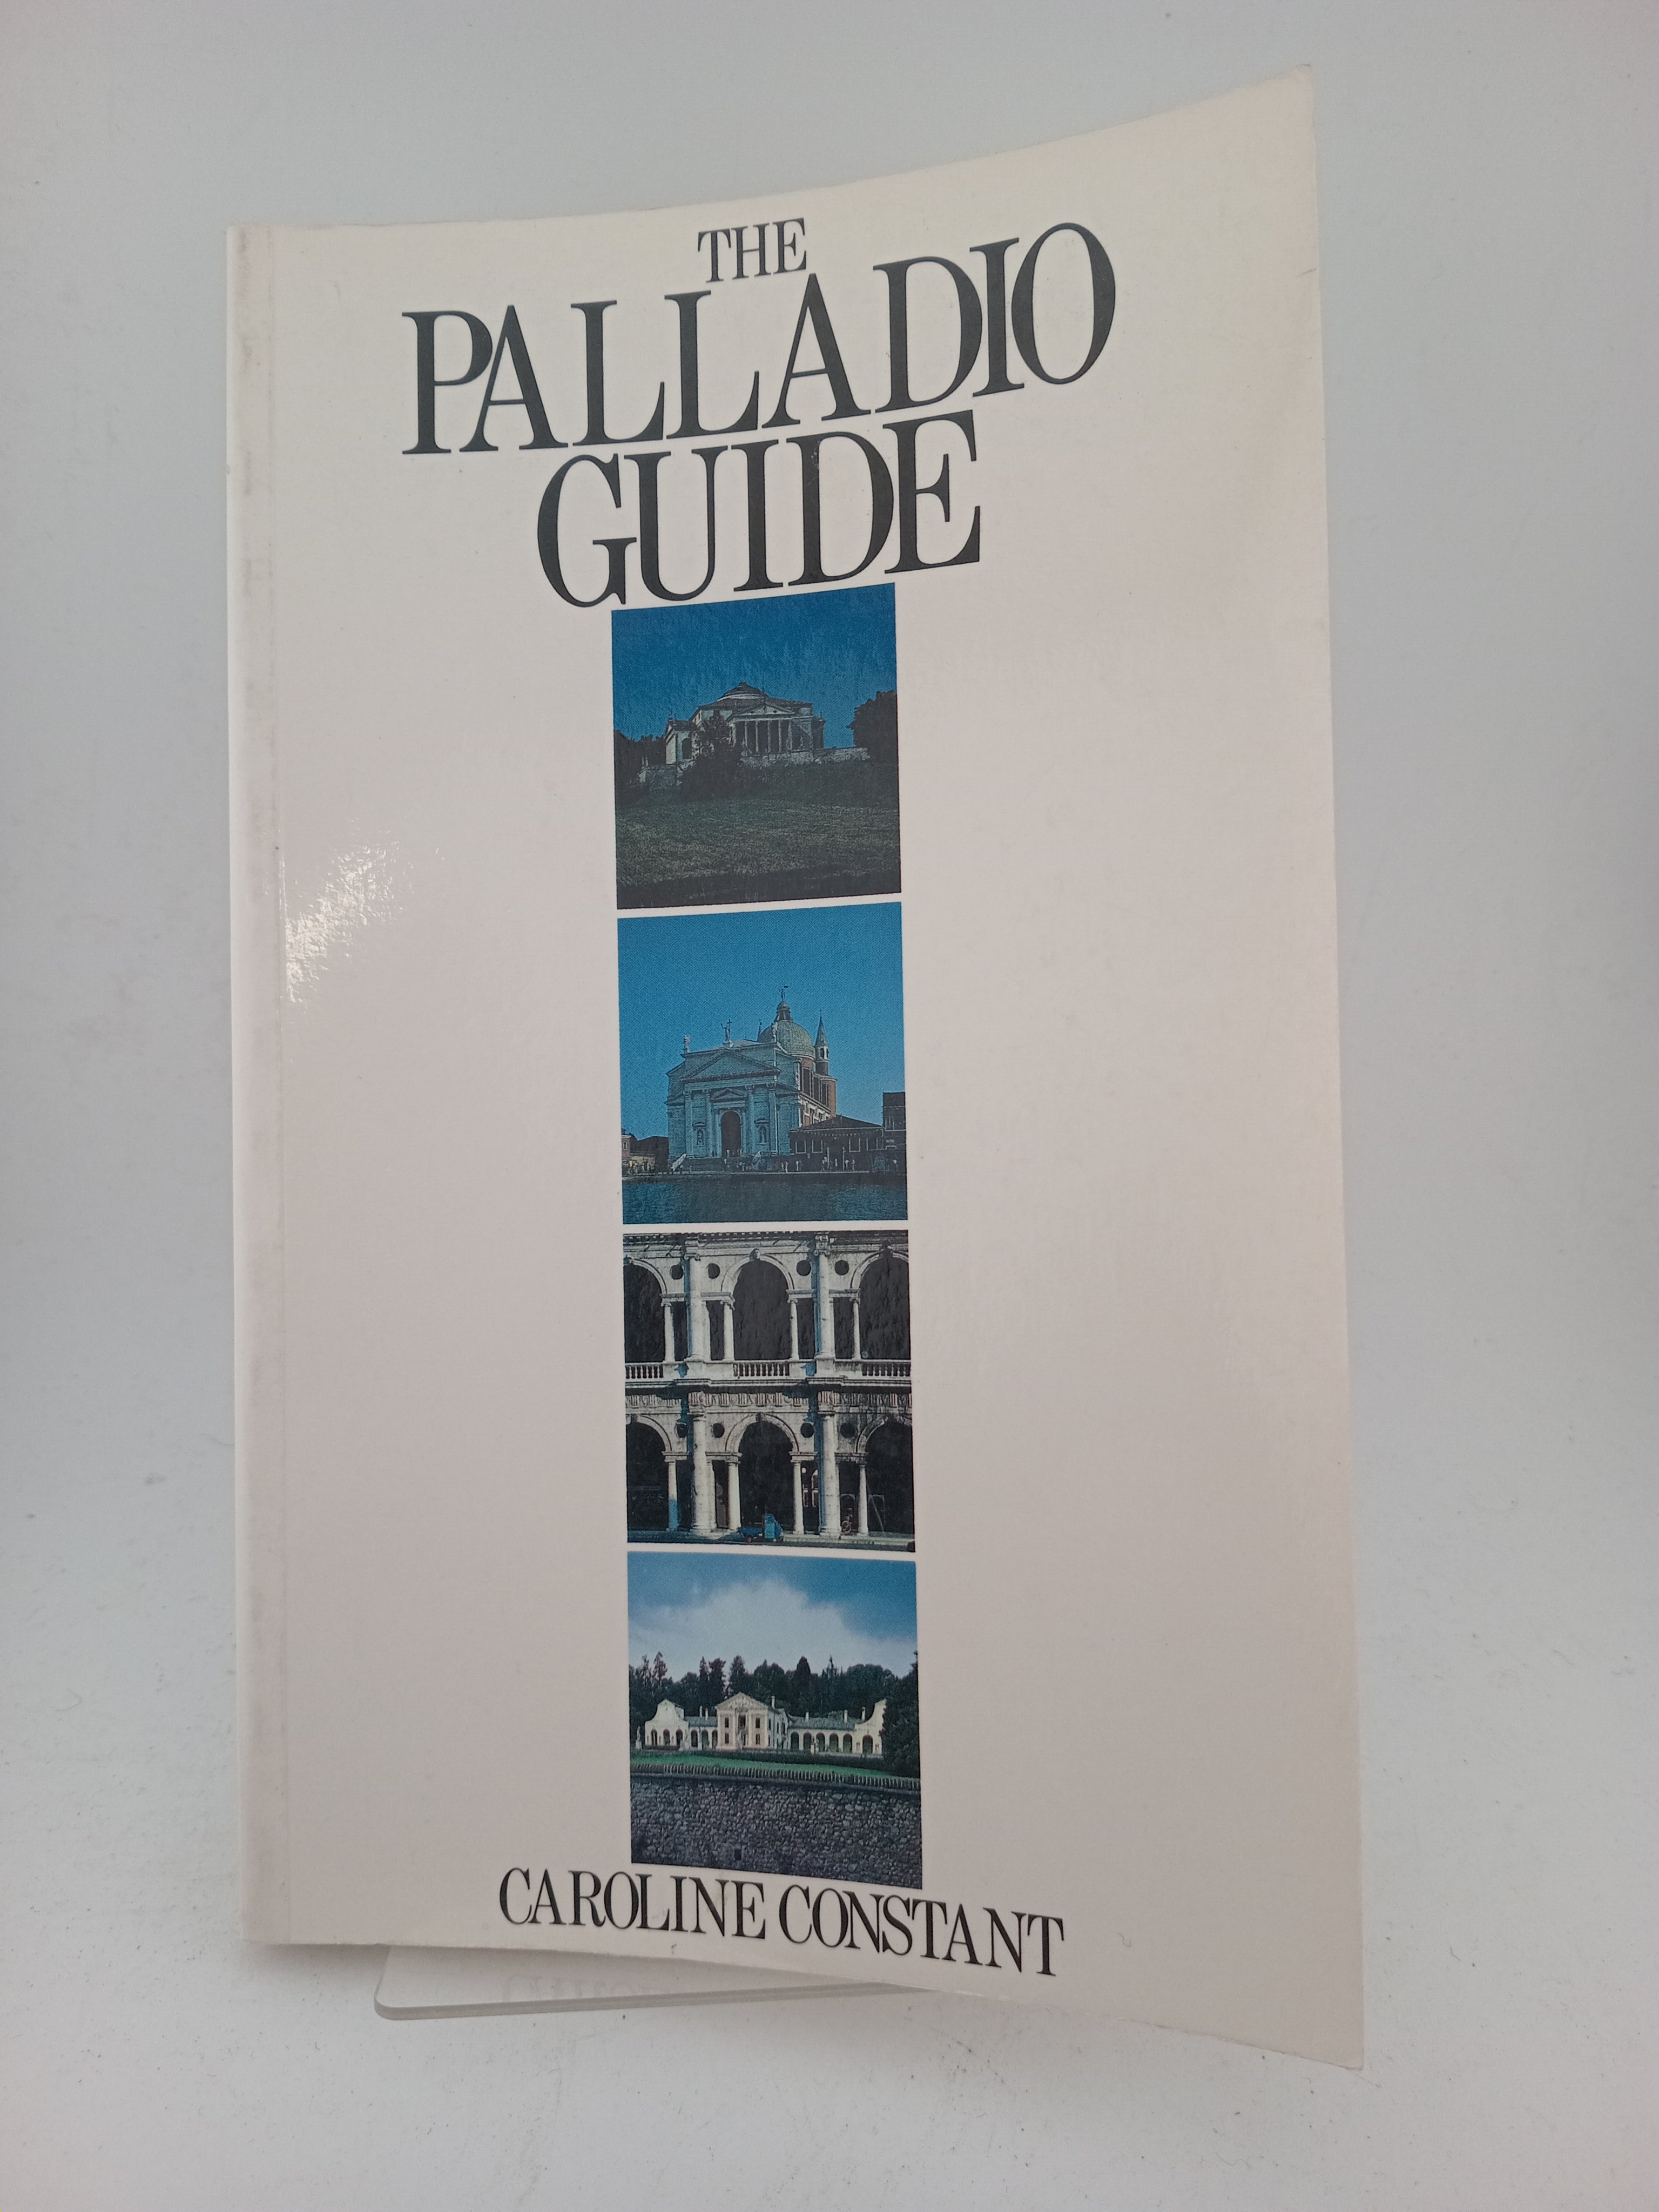 THE
PALLADIO
GUIDE
CAROLINE CONSTANT